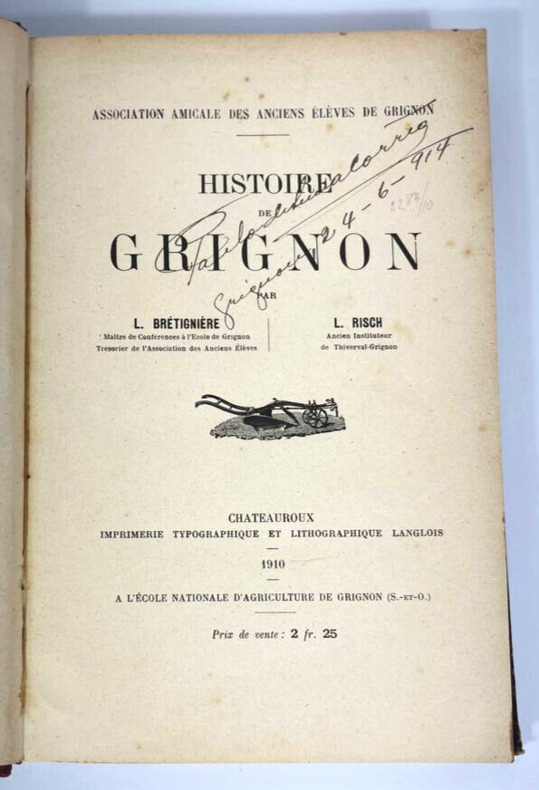 ASSOCIATION AMICALE DES ANCIENS ÉLÈVES DE GRIGNON
HISTOIRE
DE
GRIGNON
Grignon 24-6-914
PAR
L. BRÉTIGNIÈRE
Maître de Conférences à l'École de Grignon
Trésorier de l'Association des Anciens Élèves
L. RISCH
Ancien Instituteur
de Thiverval-Grignon
CHATEAUROUX
IMPRIMERIE TYPOGRAPHIQUE ET LITHOGRAPHIQUE LANGLOIS
1910
A L'ÉCOLE NATIONALE D'AGRICULTURE DE GRIGNON (S.-ET-O.)
Prix de vente : 2 fr. 25